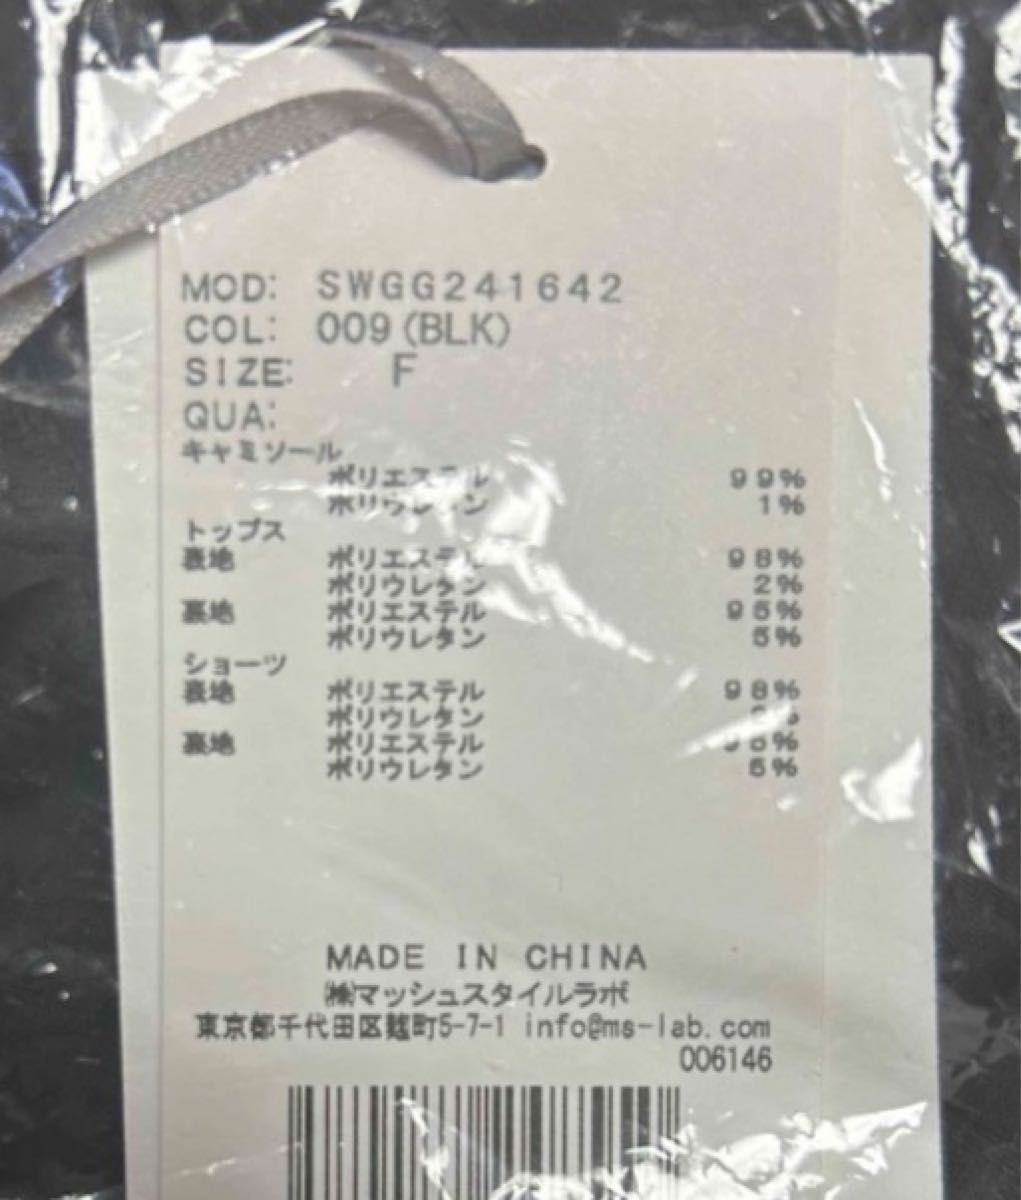 MOD: SWGG241642
COL: 009(BLK)
SIZE: F
QUA:
キャミソール
ポリエステル 99%
ポリウレタン 1%
トップス
表地 ポリエステル 98%
ポリウレタン 2%
裏地 ポリエステル 95%
ポリウレタン 5%
ショーツ
表地 ポリエステル 98%
ポリウレタン
裏地 ポリエステル
ポリウレタン 5%
MADE IN CHINA
㈱マッシュスタイルラボ
東京都千代田区麹町5-7-1 info@ms-lab.com
006146